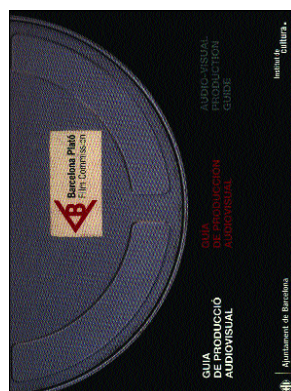 Barcelona Plató
Film Commission
GUIA
DE PRODUCCIÓ
AUDIOVISUAL
GUÍA
DE PRODUCCIÓN
AUDIOVISUAL
AUDIO-VISUAL
PRODUCTION
GUIDE
Ajuntament de Barcelona
Institut de
cultura.